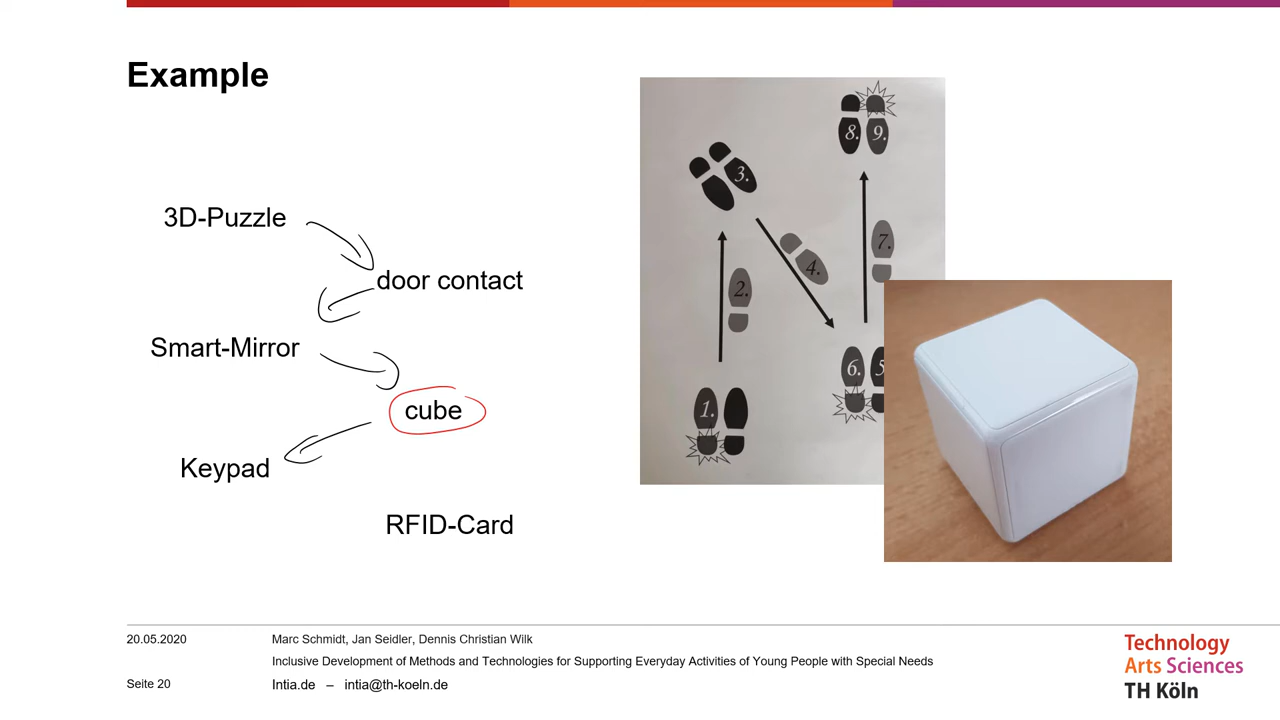 Example
3D-Puzzle
door contact
Smart-Mirror
cube
Keypad
RFID-Card
8. 9.
3.
7.
4.
2.
6. 5
1.
20.05.2020
Marc Schmidt, Jan Seidler, Dennis Christian Wilk
Inclusive Development of Methods and Technologies for Supporting Everyday Activities of Young People with Special Needs
Seite 20
Intia.de – intia@th-koeln.de
Technology
Arts Sciences
TH Köln